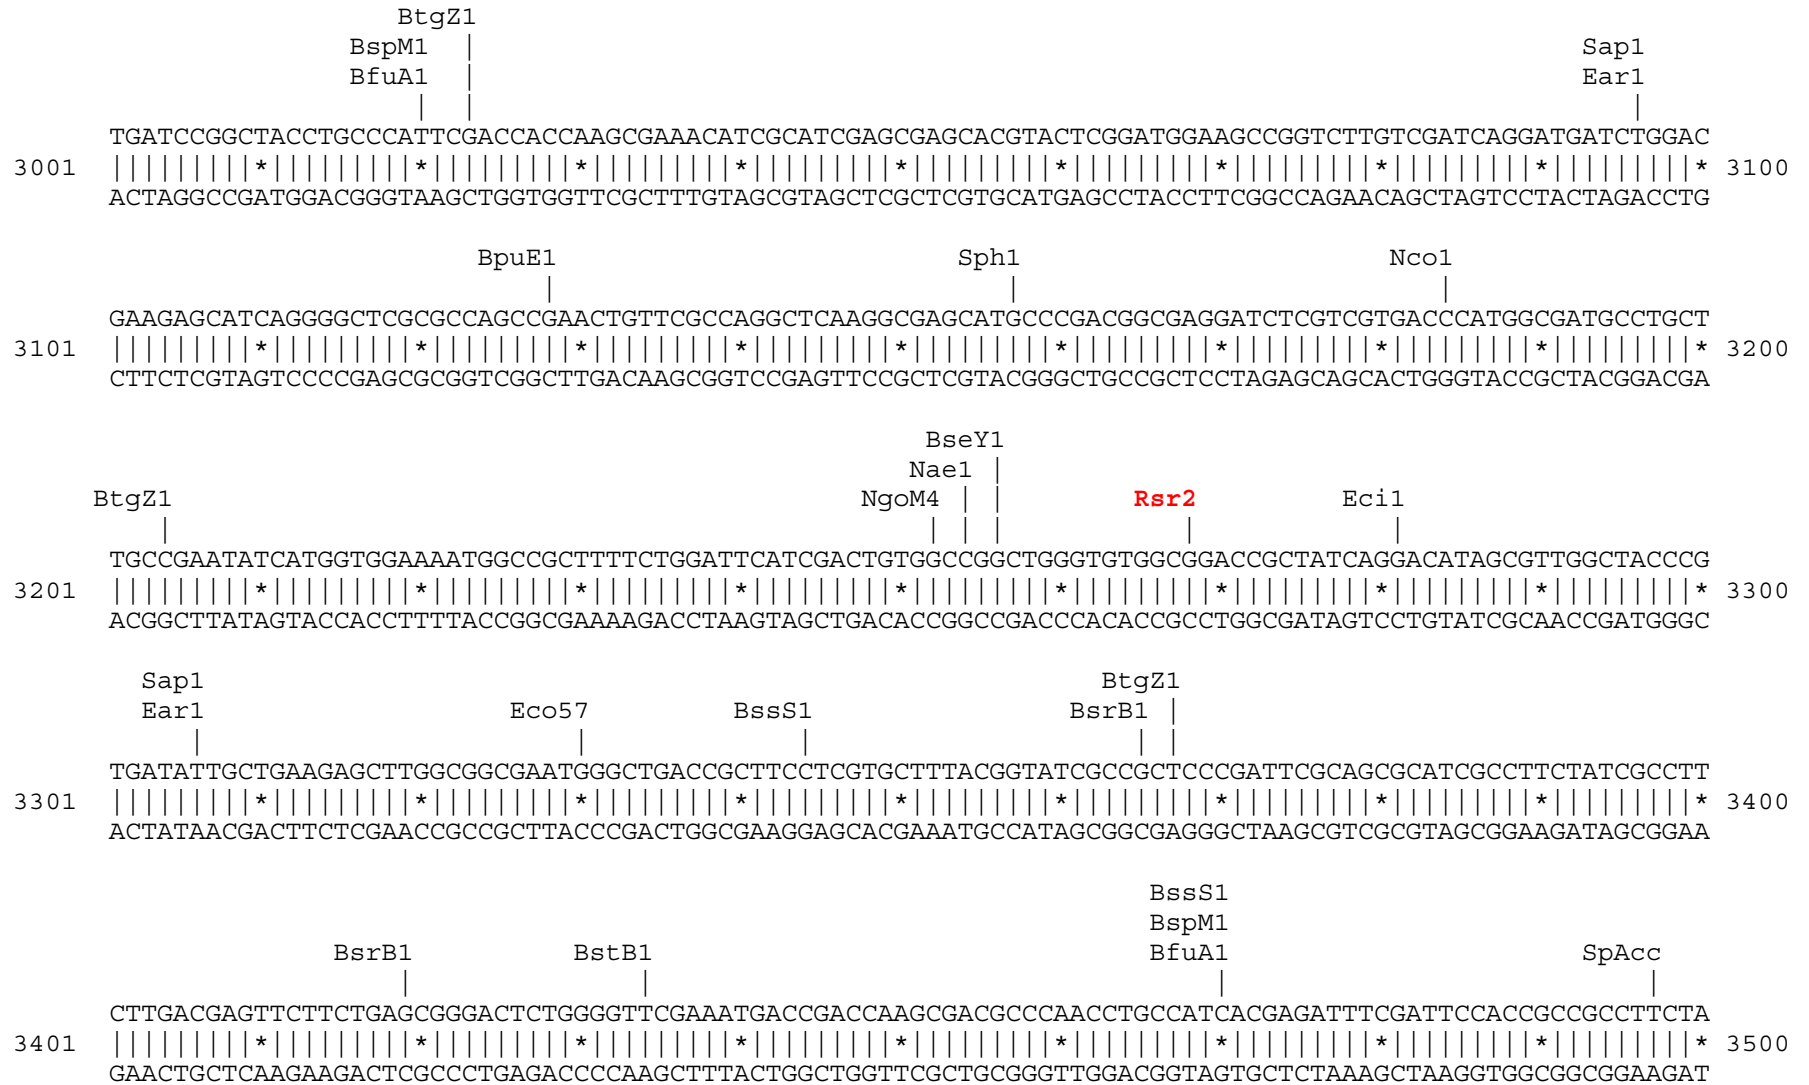 BtgZ1
BspM1 | Sap1
BfuA1 | Ear1
| | |
TGATCCGGCTACCTGCCCATTCGACCACCAAGCGAAACATCGCATCGAGCGAGCACGTACTCGGATGGAAGCCGGTCTTGTCGATCAGGATGATCTGGAC
3001 |||||||||*|||||||||*|||||||||*|||||||||*|||||||||*|||||||||*|||||||||*|||||||||*|||||||||*|||||||||* 3100
ACTAGGCCGATGGACGGGTAAGCTGGTGGTTCGCTTTGTAGCGTAGCTCGCTCGTGCATGAGCCTACCTTCGGCCAGAACAGCTAGTCCTACTAGACCTG
BpuE1 Sph1 Nco1
| | |
GAAGAGCATCAGGGGCTCGCGCCAGCCGAACTGTTCGCCAGGCTCAAGGCGAGCATGCCCGACGGCGAGGATCTCGTCGTGACCCATGGCGATGCCTGCT
3101 |||||||||*|||||||||*|||||||||*|||||||||*|||||||||*|||||||||*|||||||||*|||||||||*|||||||||*|||||||||* 3200
CTTCTCGTAGTCCCCGAGCGCGGTCGGCTTGACAAGCGGTCCGAGTTCCGCTCGTACGGGCTGCCGCTCCTAGAGCAGCACTGGGTACCGCTACGGACGA
BseY1
Nae1 |
BtgZ1 NgoM4 | | Rsr2 Eci1
| | | | | |
TGCCGAATATCATGGTGGAAAATGGCCGCTTTTCTGGATTCATCGACTGTGGCCGGCTGGGTGTGGCGGACCGCTATCAGGACATAGCGTTGGCTACCCG
3201 |||||||||*|||||||||*|||||||||*|||||||||*|||||||||*|||||||||*|||||||||*|||||||||*|||||||||*|||||||||* 3300
ACGGCTTATAGTACCACCTTTTACCGGCGAAAAGACCTAAGTAGCTGACACCGGCCGACCCACACCGCCTGGCGATAGTCCTGTATCGCAACCGATGGGC
Sap1 BtgZ1
Ear1 Eco57 BssS1 BsrB1 |
| | | | |
TGATATTGCTGAAGAGCTTGGCGGCGAATGGGCTGACCGCTTCCTCGTGCTTTACGGTATCGCCGCTCCCGATTCGCAGCGCATCGCCTTCTATCGCCTT
3301 |||||||||*|||||||||*|||||||||*|||||||||*|||||||||*|||||||||*|||||||||*|||||||||*|||||||||*|||||||||* 3400
ACTATAACGACTTCTCGAACCGCCGCTTACCCGACTGGCGAAGGAGCACGAAATGCCATAGCGGCGAGGGCTAAGCGTCGCGTAGCGGAAGATAGCGGAA
BssS1
BspM1
BsrB1 BstB1 BfuA1 SpAcc
| | | |
CTTGACGAGTTCTTCTGAGCGGGACTCTGGGGTTCGAAATGACCGACCAAGCGACGCCCAACCTGCCATCACGAGATTTCGATTCCACCGCCGCCTTCTA
3401 |||||||||*|||||||||*|||||||||*|||||||||*|||||||||*|||||||||*|||||||||*|||||||||*|||||||||*|||||||||* 3500
GAACTGCTCAAGAAGACTCGCCCTGAGACCCCAAGCTTTACTGGCTGGTTCGCTGCGGGTTGGACGGTAGTGCTCTAAAGCTAAGGTGGCGGCGGAAGAT